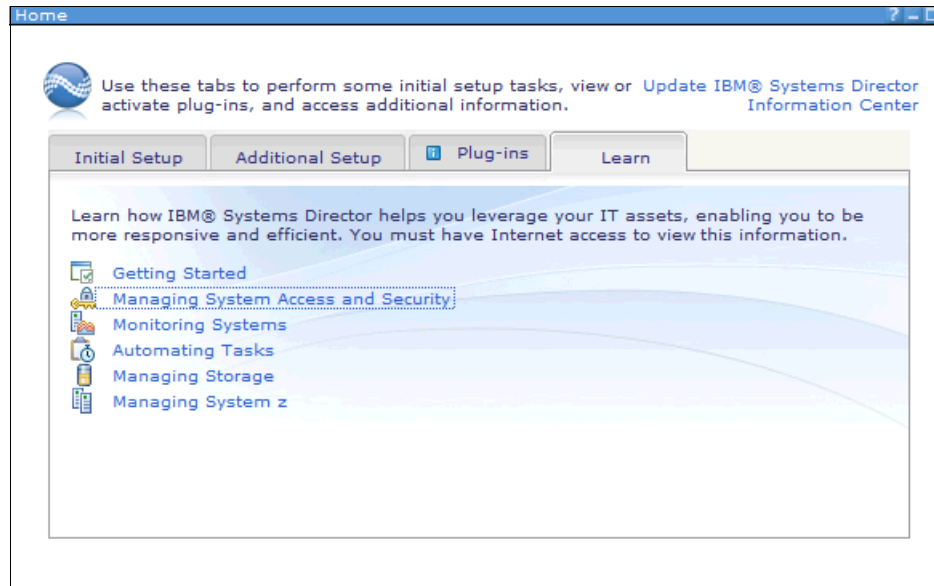 Home ?
Use these tabs to perform some initial setup tasks, view or Update IBM® Systems Director
activate plug-ins, and access additional information. Information Center
Initial Setup Additional Setup Plug-ins Learn
Learn how IBM® Systems Director helps you leverage your IT assets, enabling you to be
more responsive and efficient. You must have Internet access to view this information.
Getting Started
Managing System Access and Security
Monitoring Systems
Automating Tasks
Managing Storage
Managing System z